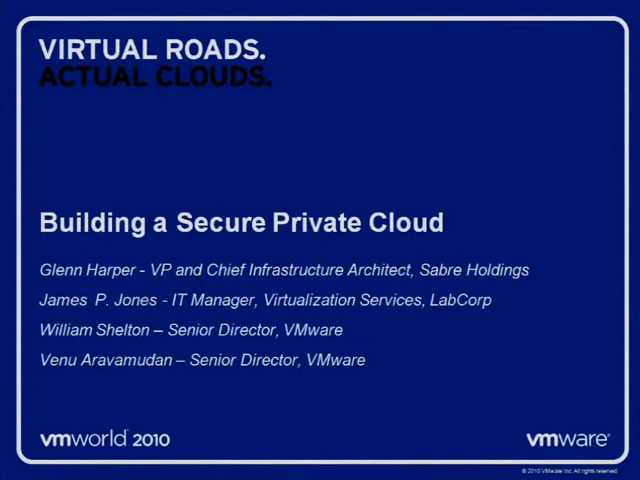 VIRTUAL ROADS.
ACTUAL CLOUDS.
Building a Secure Private Cloud
Glenn Harper - VP and Chief Infrastructure Architect, Sabre Holdings
James P. Jones - IT Manager, Virtualization Services, LabCorp
William Shelton – Senior Director, VMware
Venu Aravamudan – Senior Director, VMware
vmworld 2010
vmware®
© 2010 VMware Inc. All rights reserved